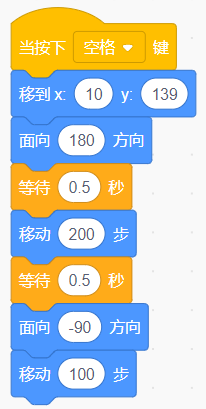 当按下 空格 键
移到 x: 10 y: 139
面向 180 方向
等待 0.5 秒
移动 200 步
等待 0.5 秒
面向 -90 方向
移动 100 步